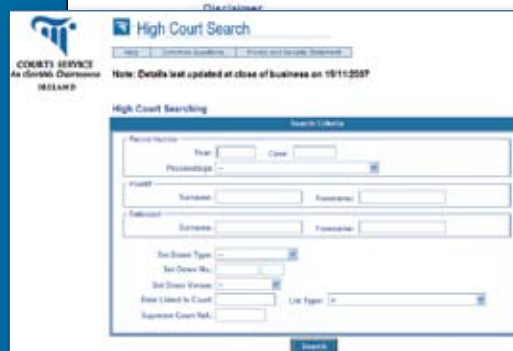 Disclaimer
High Court Search
Help Common Questions Privacy and Security Statement
COURTS SERVICE
An tSeirbhís Chúirteanna
IRELAND
Note: Details last updated at close of business on 15/11/2007
High Court Searching
Search Criteria
Record Number
Year: Case:
Proceedings: --
Plaintiff
Surname: Forename:
Defendant
Surname: Forename:
Set Down Type: --
Set Down No.:
Set Down Venue: --
Date Listed In Court: List Type: --
Supreme Court Ref.:
Search